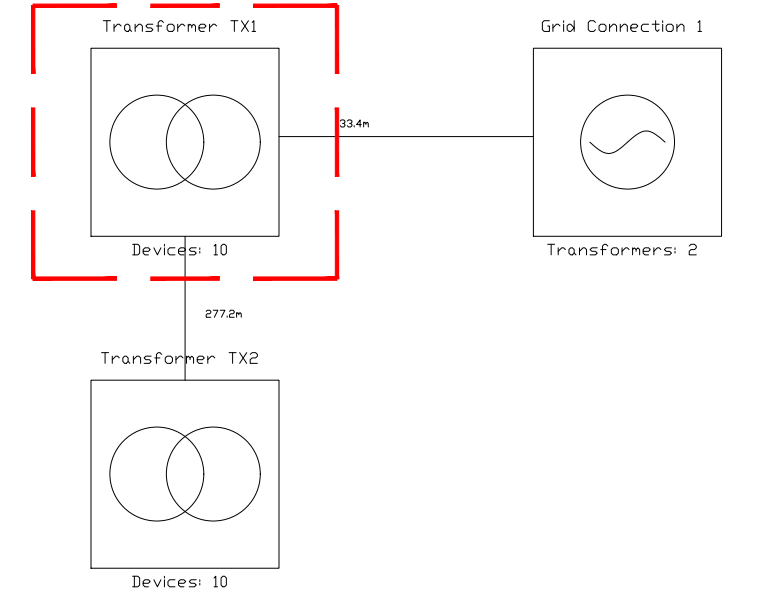 Transformer TX1
Grid Connection 1
33.4m
Devices: 10
Transformers: 2
277.2m
Transformer TX2
Devices: 10